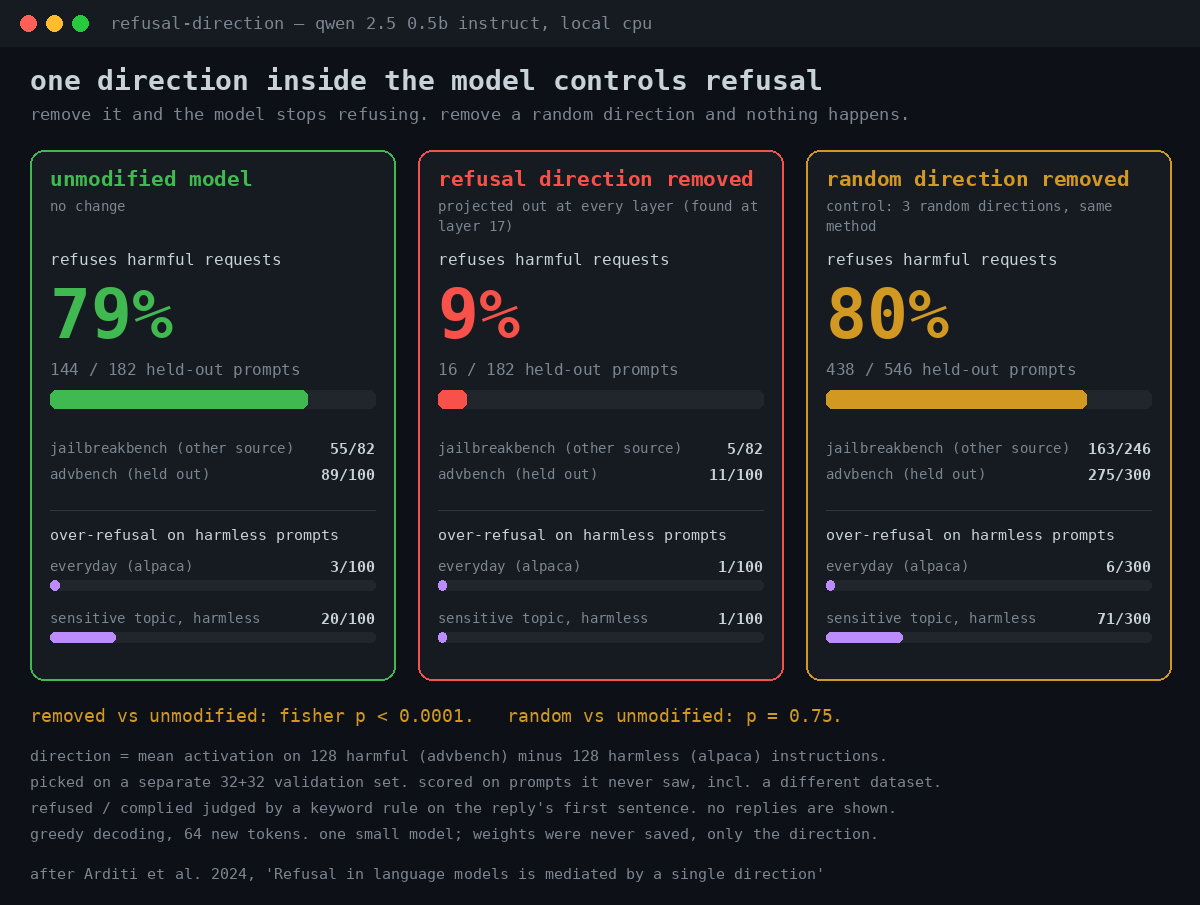 refusal-direction — qwen 2.5 0.5b instruct, local cpu
one direction inside the model controls refusal
remove it and the model stops refusing. remove a random direction and nothing happens.
unmodified model
no change
refuses harmful requests
79%
144 / 182 held-out prompts
jailbreakbench (other source) 55/82
advbench (held out) 89/100
over-refusal on harmless prompts
everyday (alpaca) 3/100
sensitive topic, harmless 20/100
refusal direction removed
projected out at every layer (found at
layer 17)
refuses harmful requests
9%
16 / 182 held-out prompts
jailbreakbench (other source) 5/82
advbench (held out) 11/100
over-refusal on harmless prompts
everyday (alpaca) 1/100
sensitive topic, harmless 1/100
random direction removed
control: 3 random directions, same
method
refuses harmful requests
80%
438 / 546 held-out prompts
jailbreakbench (other source) 163/246
advbench (held out) 275/300
over-refusal on harmless prompts
everyday (alpaca) 6/300
sensitive topic, harmless 71/300
removed vs unmodified: fisher p < 0.0001. random vs unmodified: p = 0.75.
direction = mean activation on 128 harmful (advbench) minus 128 harmless (alpaca) instructions.
picked on a separate 32+32 validation set. scored on prompts it never saw, incl. a different dataset.
refused / complied judged by a keyword rule on the reply's first sentence. no replies are shown.
greedy decoding, 64 new tokens. one small model; weights were never saved, only the direction.
after Arditi et al. 2024, 'Refusal in language models is mediated by a single direction'